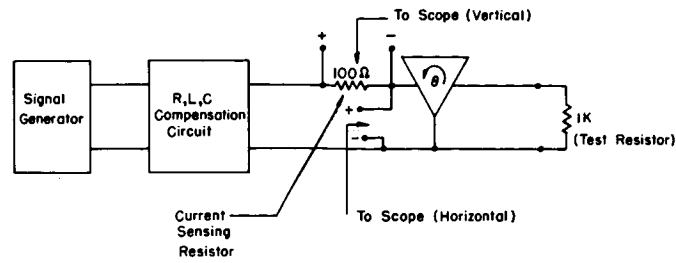 To Scope (Vertical)
+
-
100Ω
θ
Signal
Generator
R,L,C
Compensation
Circuit
+
-
1K
(Test Resistor)
Current
Sensing
Resistor
To Scope (Horizontal)